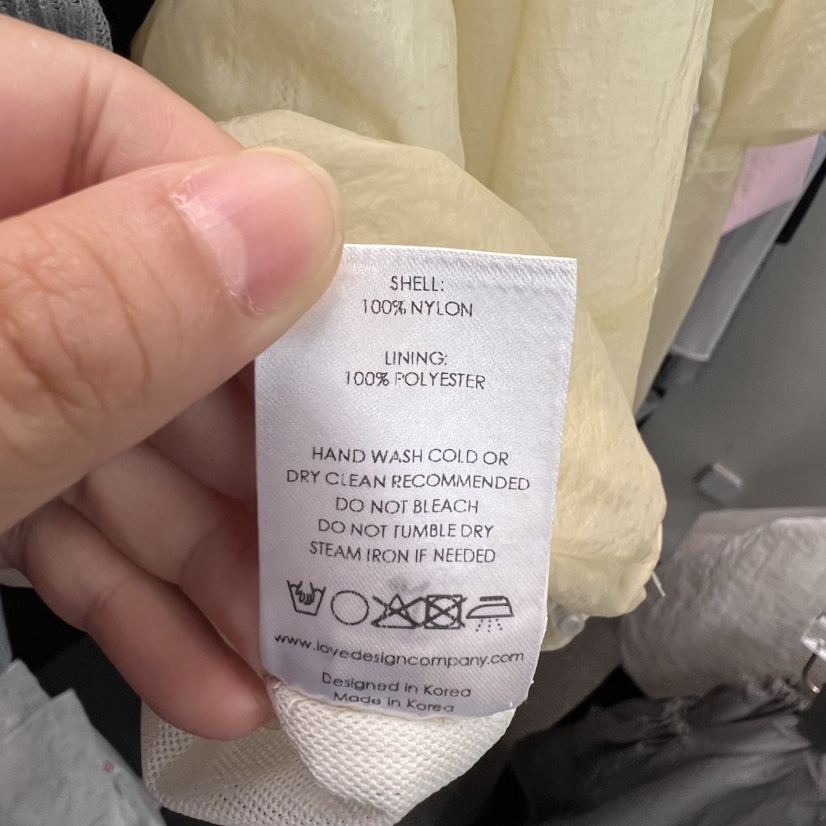 SHELL:
100% NYLON
LINING:
100% POLYESTER
HAND WASH COLD OR
DRY CLEAN RECOMMENDED
DO NOT BLEACH
DO NOT TUMBLE DRY
STEAM IRON IF NEEDED
www.lovedesigncompany.com
Designed in Korea
Made in Korea